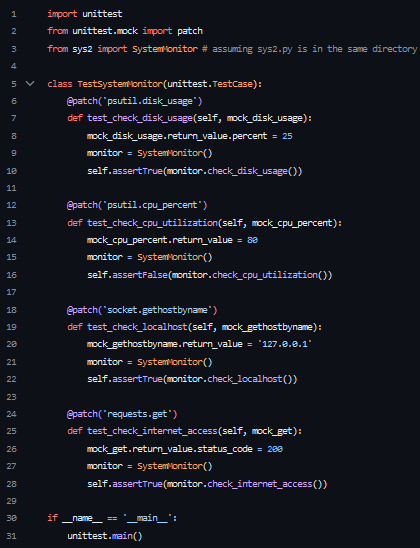 1 import unittest
2 from unittest.mock import patch
3 from sys2 import SystemMonitor # assuming sys2.py is in the same directory
4
5 class TestSystemMonitor(unittest.TestCase):
6     @patch('psutil.disk_usage')
7     def test_check_disk_usage(self, mock_disk_usage):
8         mock_disk_usage.return_value.percent = 25
9         monitor = SystemMonitor()
10         self.assertTrue(monitor.check_disk_usage())
11
12     @patch('psutil.cpu_percent')
13     def test_check_cpu_utilization(self, mock_cpu_percent):
14         mock_cpu_percent.return_value = 80
15         monitor = SystemMonitor()
16         self.assertFalse(monitor.check_cpu_utilization())
17
18     @patch('socket.gethostbyname')
19     def test_check_localhost(self, mock_gethostbyname):
20         mock_gethostbyname.return_value = '127.0.0.1'
21         monitor = SystemMonitor()
22         self.assertTrue(monitor.check_localhost())
23
24     @patch('requests.get')
25     def test_check_internet_access(self, mock_get):
26         mock_get.return_value.status_code = 200
27         monitor = SystemMonitor()
28         self.assertTrue(monitor.check_internet_access())
29
30 if __name__ == '__main__':
31     unittest.main()